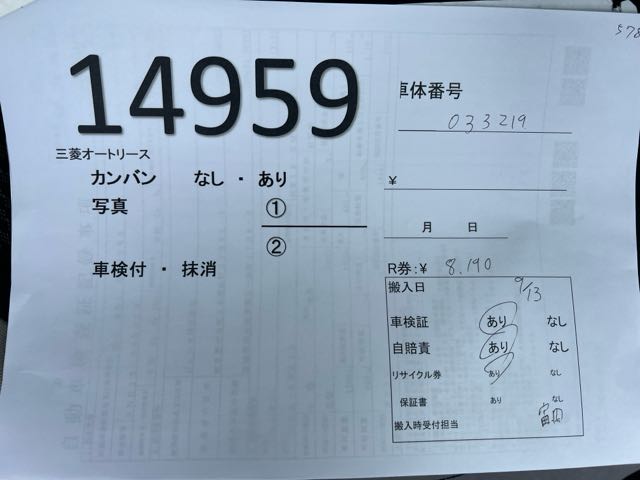 578
14959
車体番号
033219
三菱オートリース
カンバン なし ・ あり
¥
写真 ①
②
月 日
車検付 ・ 抹消
R券:¥ 8,190
搬入日 9/13
車検証 あり なし
自賠責 あり なし
リサイクル券 あり なし
保証書 あり なし
搬入時受付担当